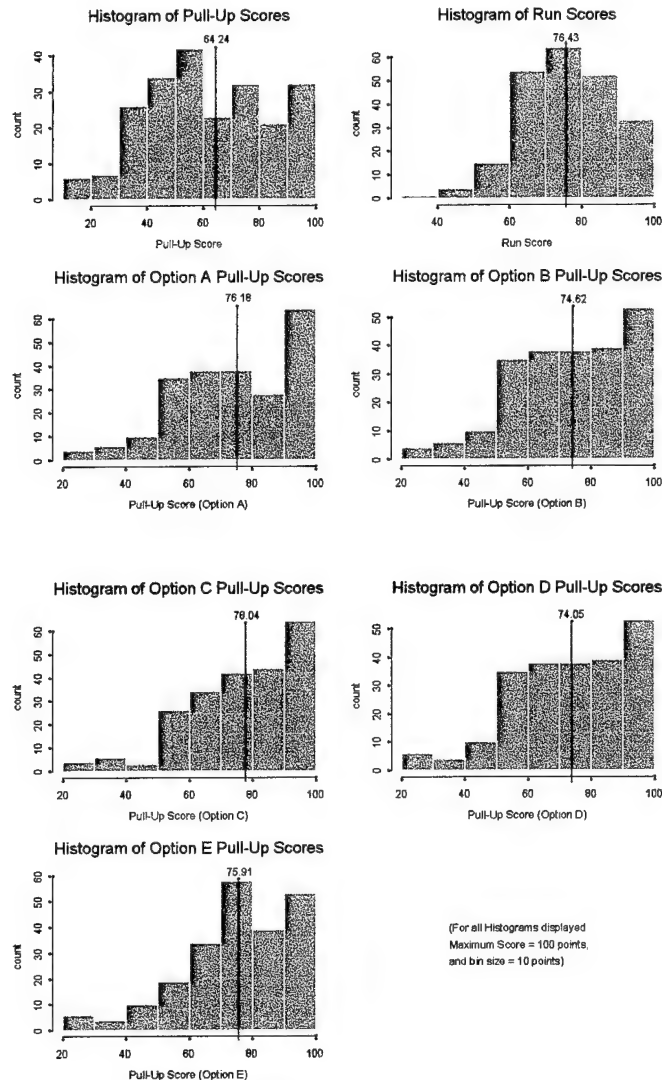 Histogram of Pull-Up Scores
64.24
count
0 10 20 30 40
20 40 60 80 100
Pull-Up Score
Histogram of Run Scores
76.43
count
0 10 20 30 40 50 60
40 60 80 100
Run Score
Histogram of Option A Pull-Up Scores
76.18
count
0 10 20 30 40 50 60
20 40 60 80 100
Pull-Up Score (Option A)
Histogram of Option B Pull-Up Scores
74.62
count
0 10 20 30 40 50 60
20 40 60 80 100
Pull-Up Score (Option B)
Histogram of Option C Pull-Up Scores
78.04
count
0 10 20 30 40 50 60
20 40 60 80 100
Pull-Up Score (Option C)
Histogram of Option D Pull-Up Scores
74.05
count
0 10 20 30 40 50
20 40 60 80 100
Pull-Up Score (Option D)
Histogram of Option E Pull-Up Scores
75.91
count
0 10 20 30 40 50 60
20 40 60 80 100
Pull-Up Score (Option E)
(For all Histograms displayed
Maximum Score = 100 points,
and bin size = 10 points)